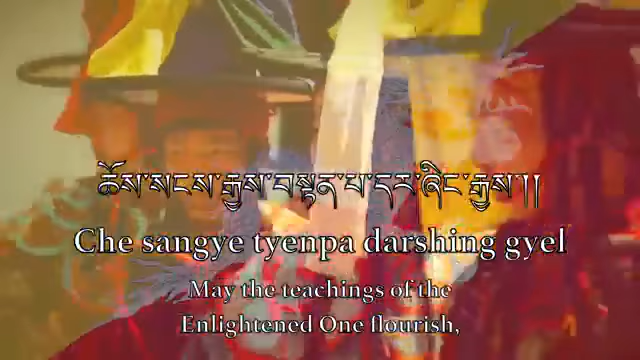 ཆོས་སངས་རྒྱས་བསྟན་པ་དར་ཞིང་རྒྱས་།།
Che sangye tyenpa darshing gyel
May the teachings of the
Enlightened One flourish,